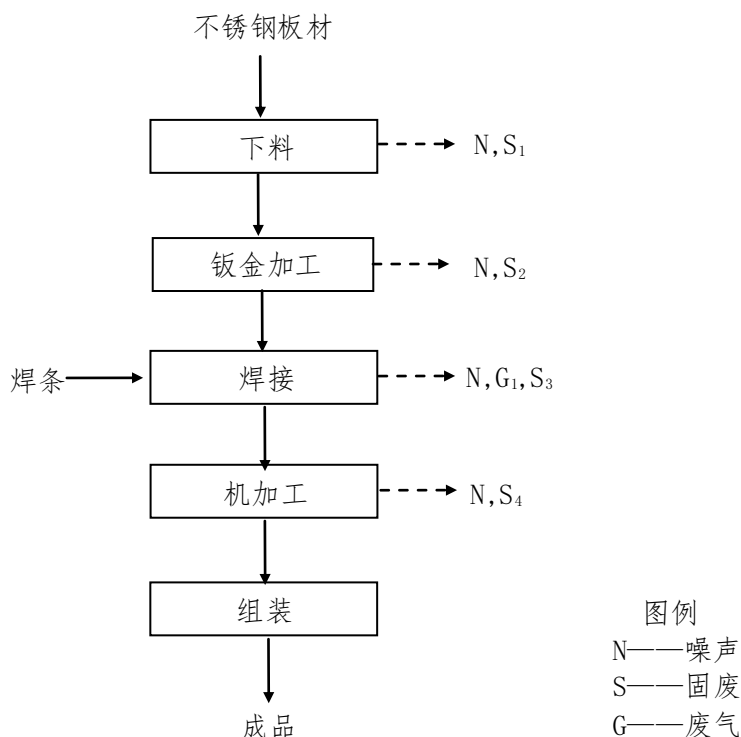 不锈钢板材
下料
N,S₁
钣金加工
N,S₂
焊条
焊接
N,G₁,S₃
机加工
N,S₄
组装
成品
图例
N——噪声
S——固废
G——废气